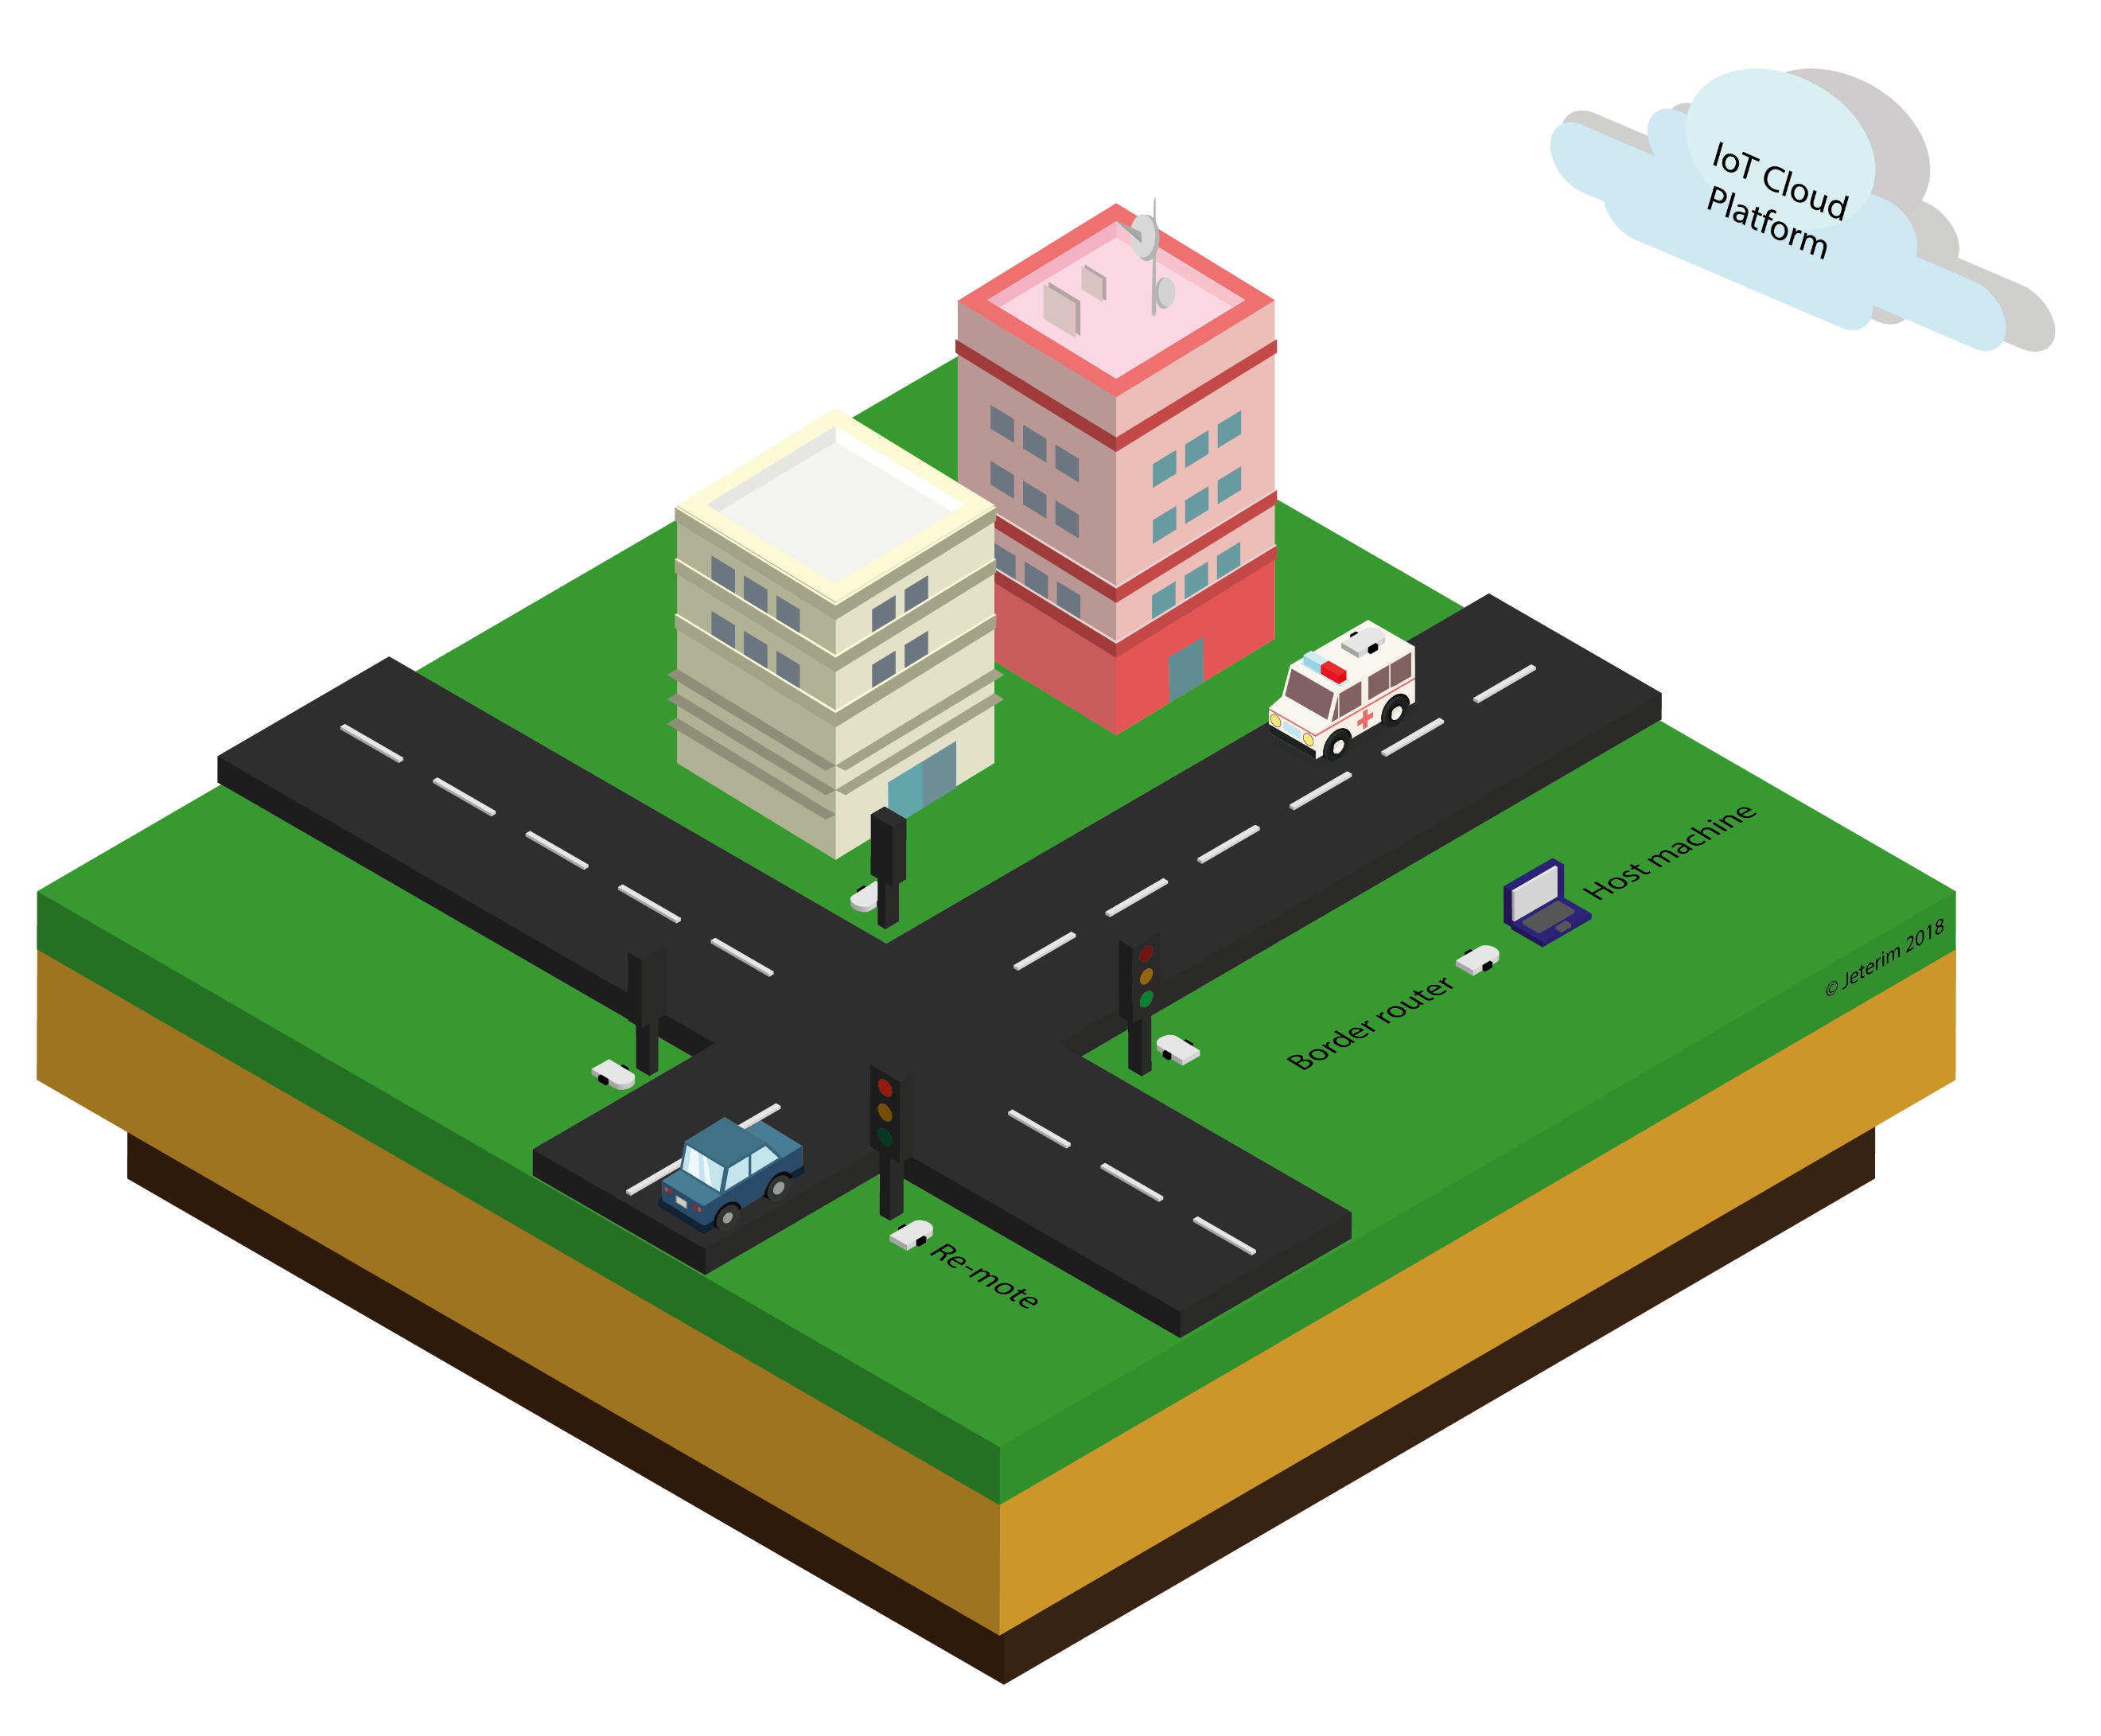 IoT Cloud
Platform
Host machine
Border router
© Jeterim 2018
Re-mote